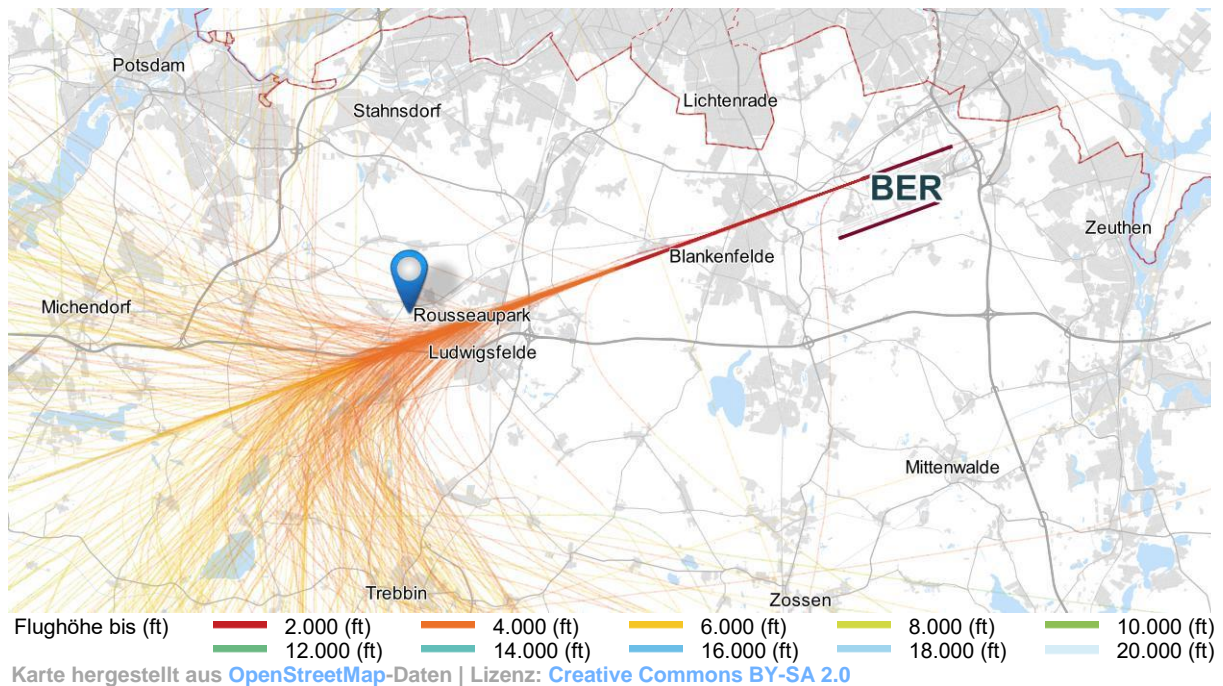 Potsdam
Stahnsdorf
Lichtenrade
BER
Zeuthen
Blankenfelde
Michendorf
Rousseaupark
Ludwigsfelde
Mittenwalde
Trebbin
Zossen
Flughöhe bis (ft) 2.000 (ft) 4.000 (ft) 6.000 (ft) 8.000 (ft) 10.000 (ft)
12.000 (ft) 14.000 (ft) 16.000 (ft) 18.000 (ft) 20.000 (ft)
Karte hergestellt aus OpenStreetMap-Daten | Lizenz: Creative Commons BY-SA 2.0